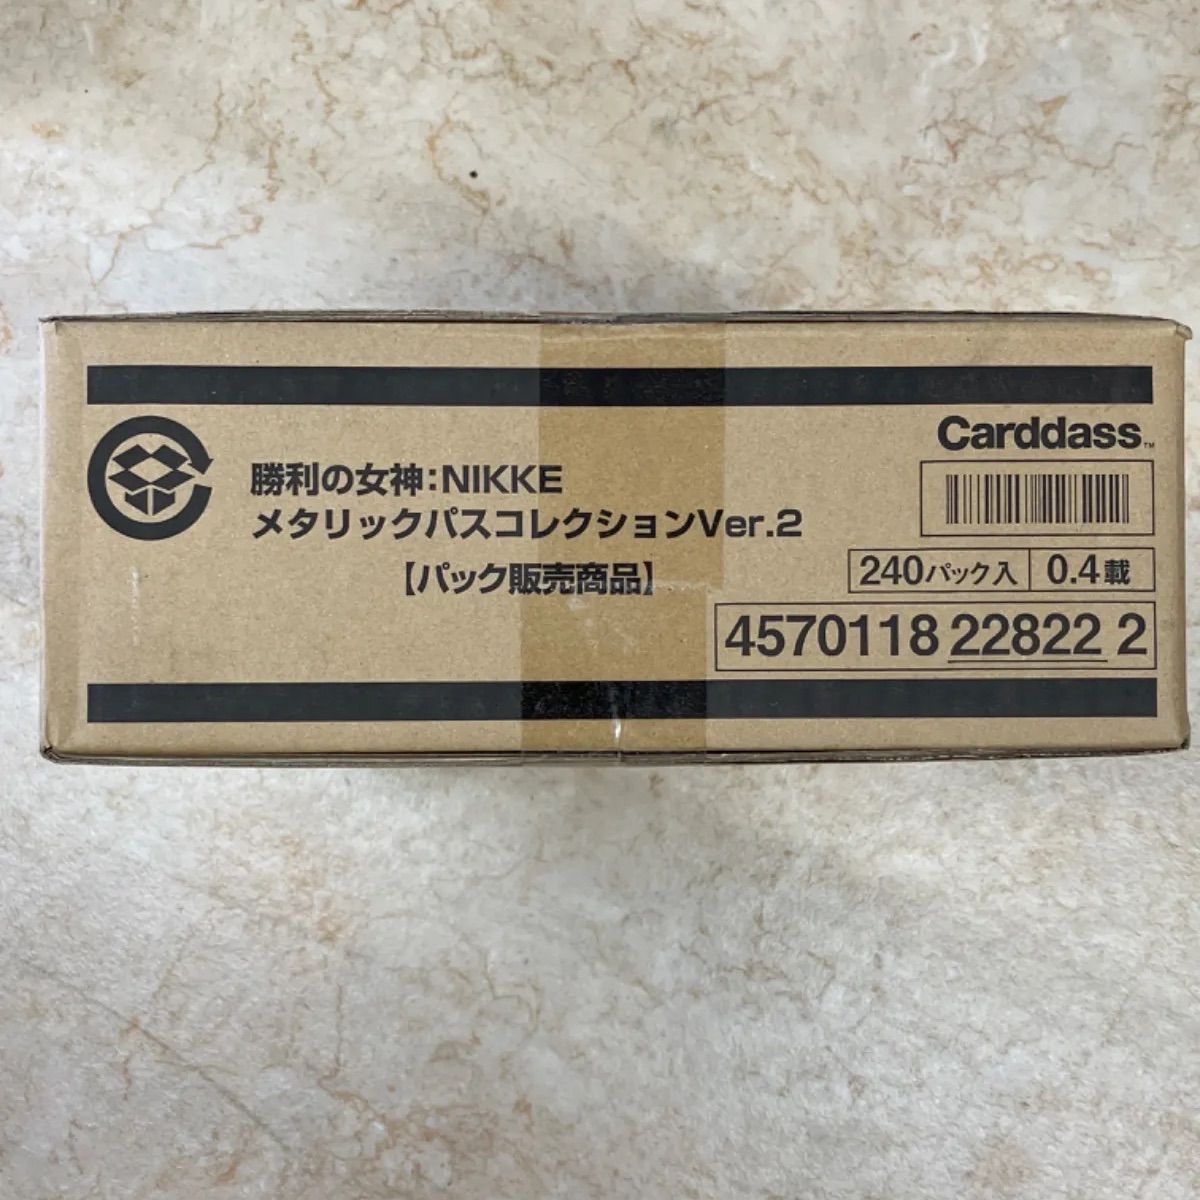 Carddass™
勝利の女神:NIKKE
メタリックパスコレクションVer.2
【パック販売商品】
240パック入 0.4載
4570118 22822 2